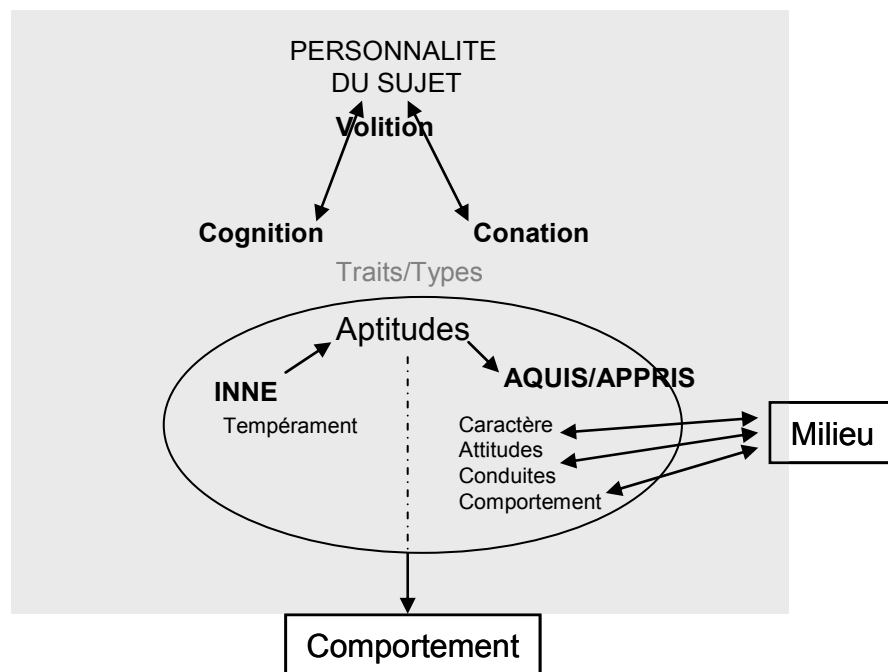 PERSONNALITE
DU SUJET
Volition
Cognition
Conation
Traits/Types
Aptitudes
INNE
AQUIS/APPRIS
Tempérament
Caractère
Attitudes
Conduites
Comportement
Milieu
Comportement